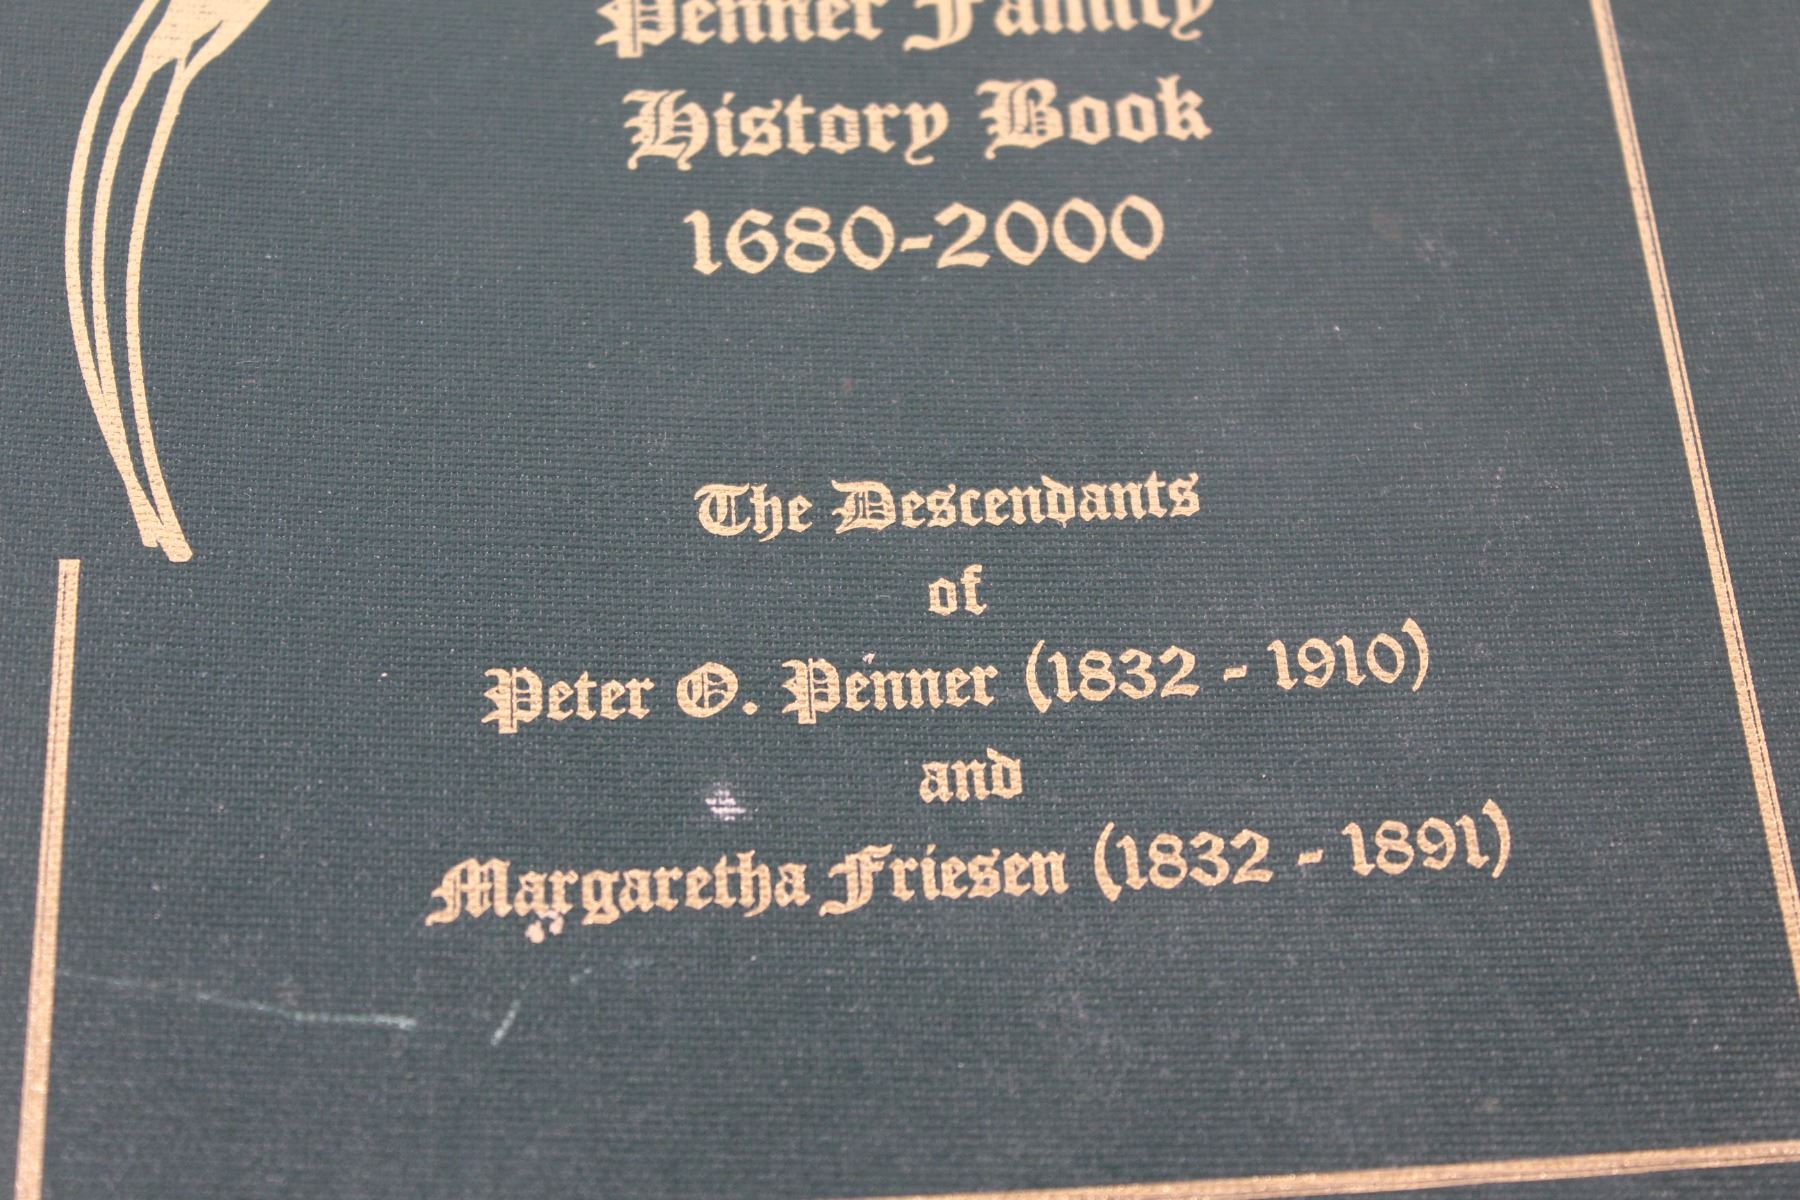 Penner Family
History Book
1680-2000
The Descendants
of
Peter O. Penner (1832 - 1910)
and
Margaretha Friesen (1832 - 1891)